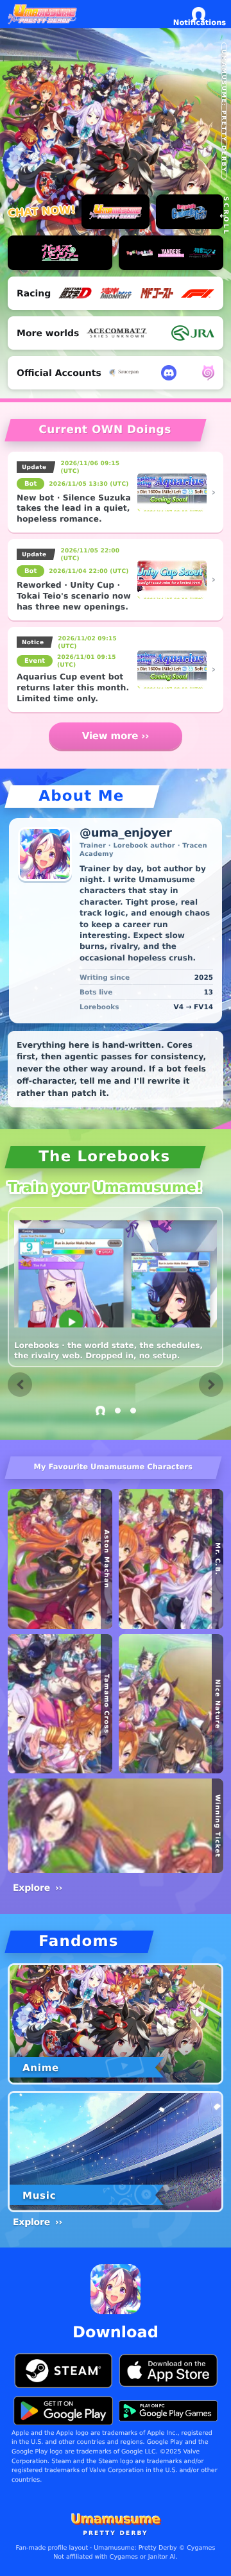 Umamusume
PRETTY DERBY
Notifications
SCROLL
CHAT NOW!
Racing
F1
More worlds
ACE COMBAT
SKIES UNKNOWN
JRA
Official Accounts
Current OWN Doings
Update
2026/11/06 09:15
(UTC)
Bot
2026/11/05 13:30 (UTC)
New bot · Silence Suzuka
takes the lead in a quiet,
hopeless romance.
Aquarius
Coming Soon!
Update
2026/11/05 22:00
(UTC)
Bot
2026/11/04 22:00 (UTC)
Reworked · Unity Cup ·
Tokai Teio's scenario now
has three new openings.
Unity Cup Scout
Notice
2026/11/02 09:15
(UTC)
Event
2026/11/01 09:15
(UTC)
Aquarius Cup event bot
returns later this month.
Limited time only.
Aquarius
Coming Soon!
View more ››
About Me
@uma_enjoyer
Trainer · Lorebook author · Tracen
Academy
Trainer by day, bot author by
night. I write Umamusume
characters that stay in
character. Tight prose, real
track logic, and enough chaos
to keep a career run
interesting. Expect slow
burns, rivalry, and the
occasional hopeless crush.
Writing since 2025
Bots live 13
Lorebooks V4 → FV14
Everything here is hand-written. Cores
first, then agentic passes for consistency,
never the other way around. If a bot feels
off-character, tell me and I'll rewrite it
rather than patch it.
The Lorebooks
Train your Umamusume!
Lorebooks · the world state, the schedules,
the rivalry web. Dropped in, no setup.
My Favourite Umamusume Characters
Aston Machan
Mr. C.B.
Tamamo Cross
Nice Nature
Winning Ticket
Explore ››
Fandoms
Anime
Music
Explore ››
Download
STEAM®
Download on the
App Store
GET IT ON
Google Play
PLAY ON PC
Google Play Games
Apple and the Apple logo are trademarks of Apple Inc., registered
in the U.S. and other countries and regions. Google Play and the
Google Play logo are trademarks of Google LLC. ©2025 Valve
Corporation. Steam and the Steam logo are trademarks and/or
registered trademarks of Valve Corporation in the U.S. and/or other
countries.
Umamusume
PRETTY DERBY
Fan-made profile layout · Umamusume: Pretty Derby © Cygames
Not affiliated with Cygames or Janitor AI.